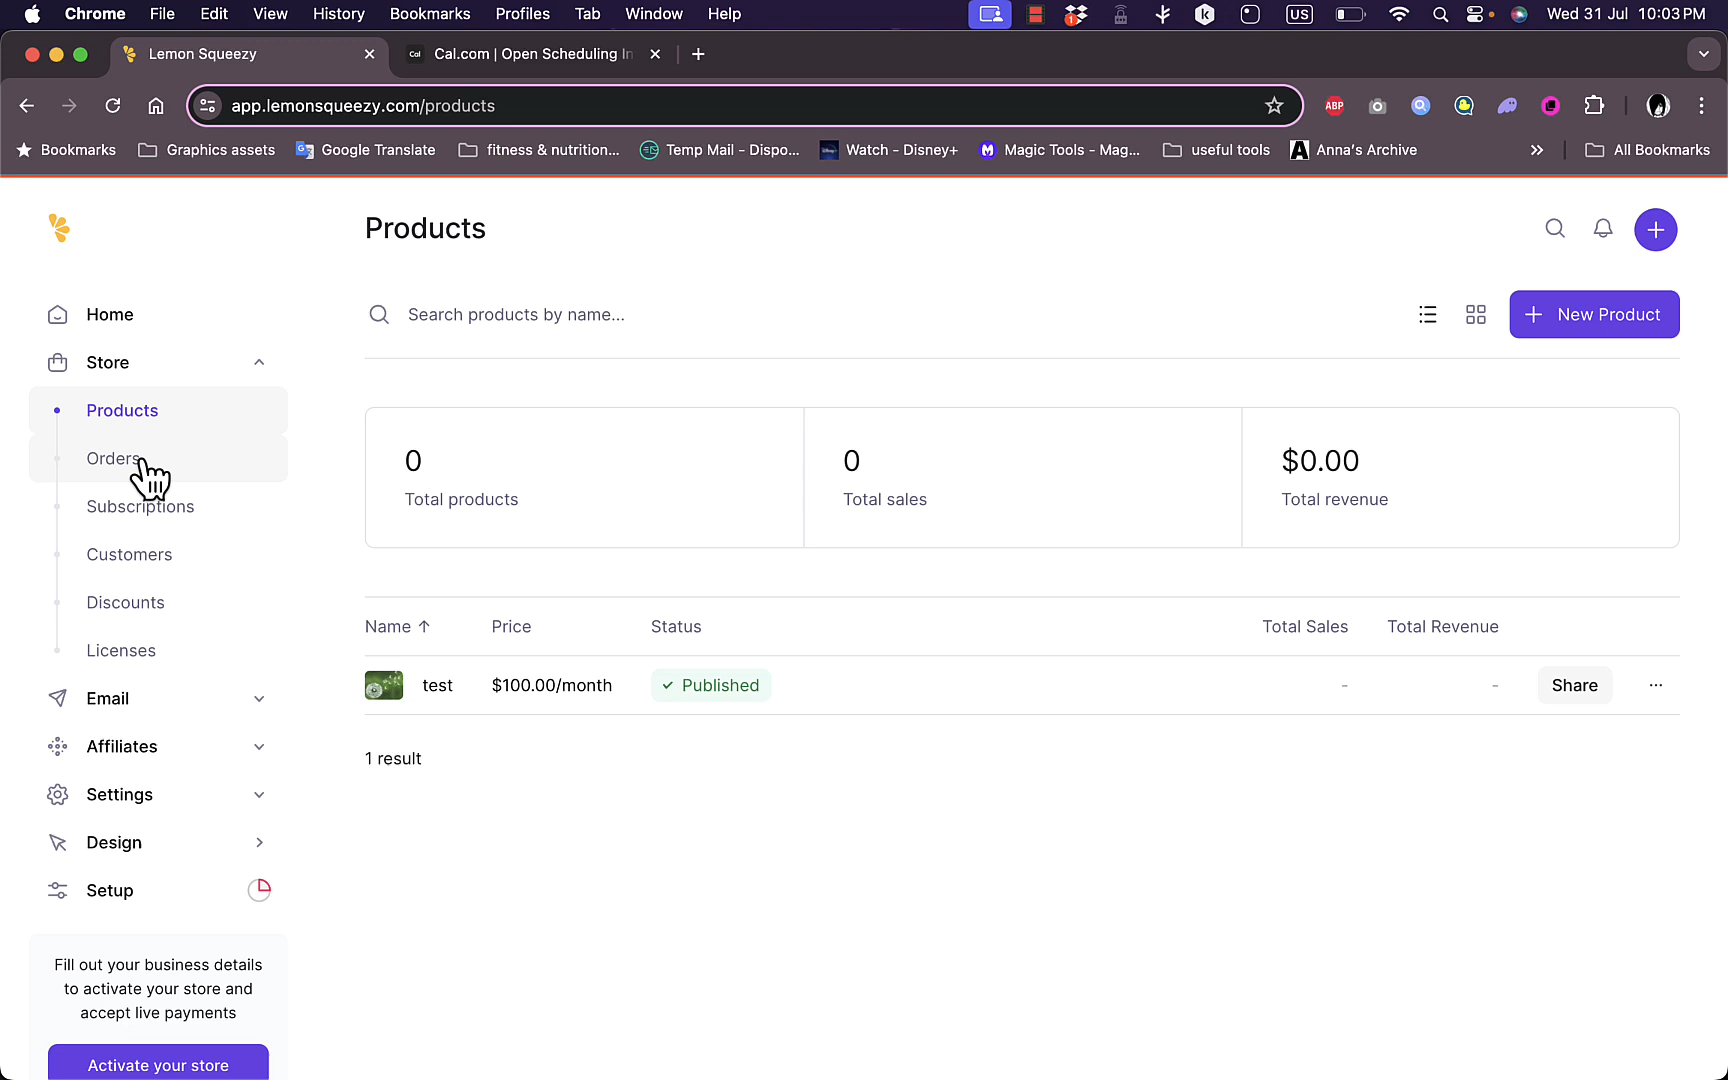 Chrome File Edit View History Bookmarks Profiles Tab Window Help US Wed 31 Jul 10:03 PM
Lemon Squeezy Cal Cal.com | Open Scheduling In
app.lemonsqueezy.com/products ABP
Bookmarks Graphics assets Google Translate fitness & nutrition... Temp Mail - Dispo... Watch - Disney+ Magic Tools - Mag... useful tools Anna's Archive All Bookmarks
Products
Home
Store
Products
Orders
Subscriptions
Customers
Discounts
Licenses
Email
Affiliates
Settings
Design
Setup
Fill out your business details
to activate your store and
accept live payments
Activate your store
Search products by name...
New Product
0
Total products
0
Total sales
$0.00
Total revenue
Name ↑ Price Status Total Sales Total Revenue
test $100.00/month Published - - Share ...
1 result